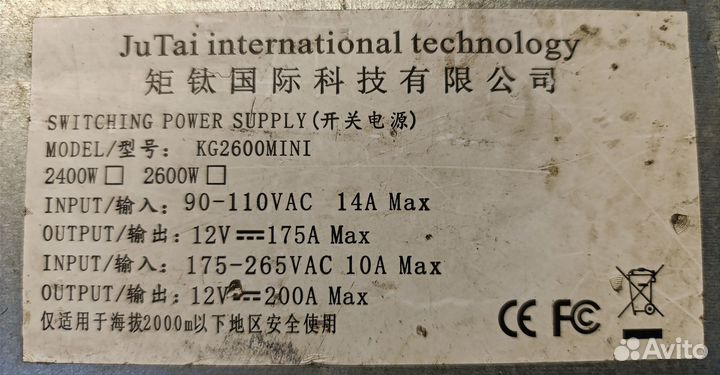 JuTai international technology
矩钛国际科技有限公司
SWITCHING POWER SUPPLY(开关电源)
MODEL/型号: KG2600MINI
2400W□ 2600W□
INPUT/输入: 90-110VAC 14A Max
OUTPUT/输出: 12V⎓175A Max
INPUT/输入: 175-265VAC 10A Max
OUTPUT/输出: 12V⎓200A Max
仅适用于海拔2000m以下地区安全使用
CE FC
Avito